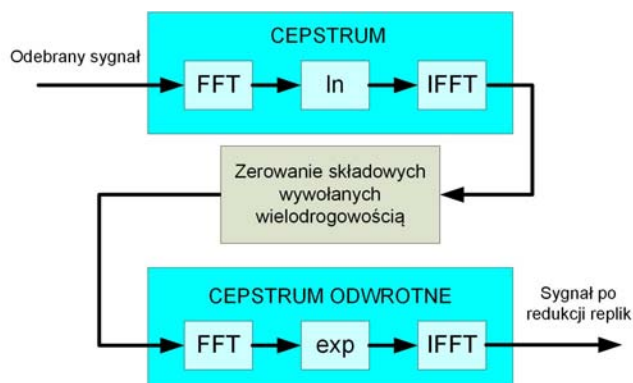 CEPSTRUM
Odebrany sygnał
FFT
ln
IFFT
Zerowanie składowych
wywołanych
wielodrogowością
CEPSTRUM ODWROTNE
Sygnał po
redukcji replik
FFT
exp
IFFT